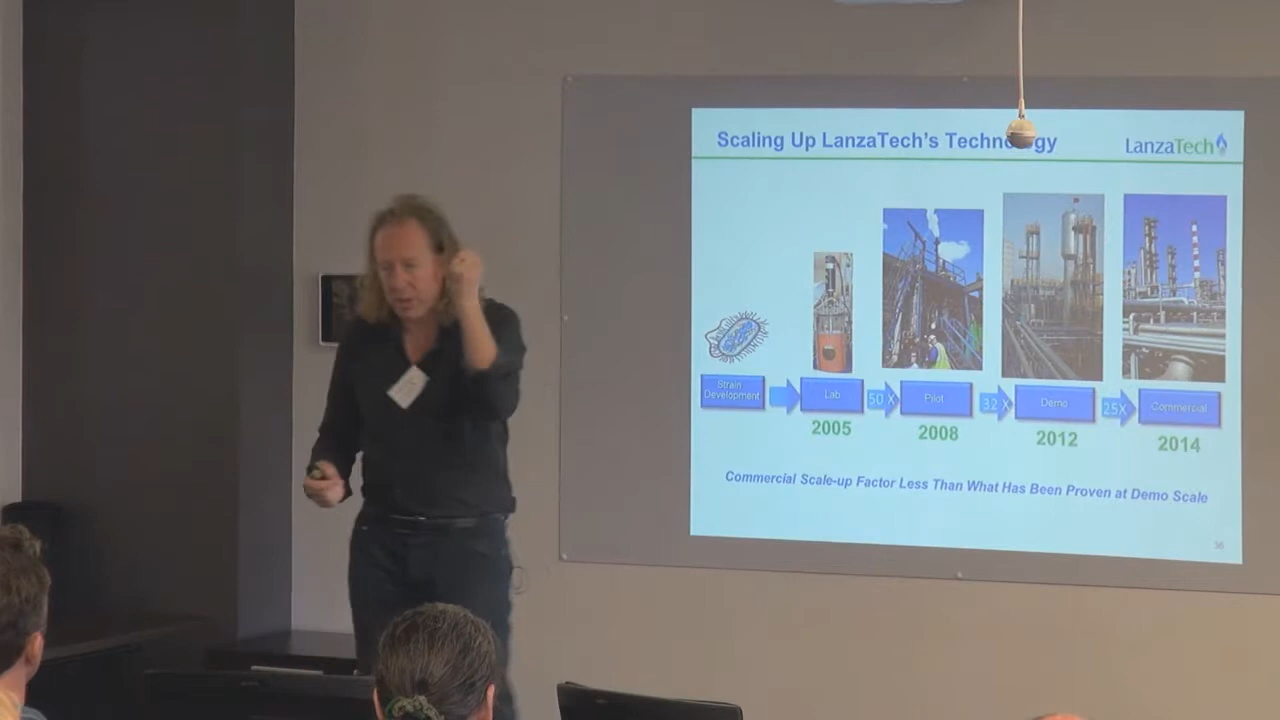 Scaling Up LanzaTech's Technology
LanzaTech
Strain
Development
Lab
50 X
Pilot
32 X
Demo
25X
Commercial
2005
2008
2012
2014
Commercial Scale-up Factor Less Than What Has Been Proven at Demo Scale
36